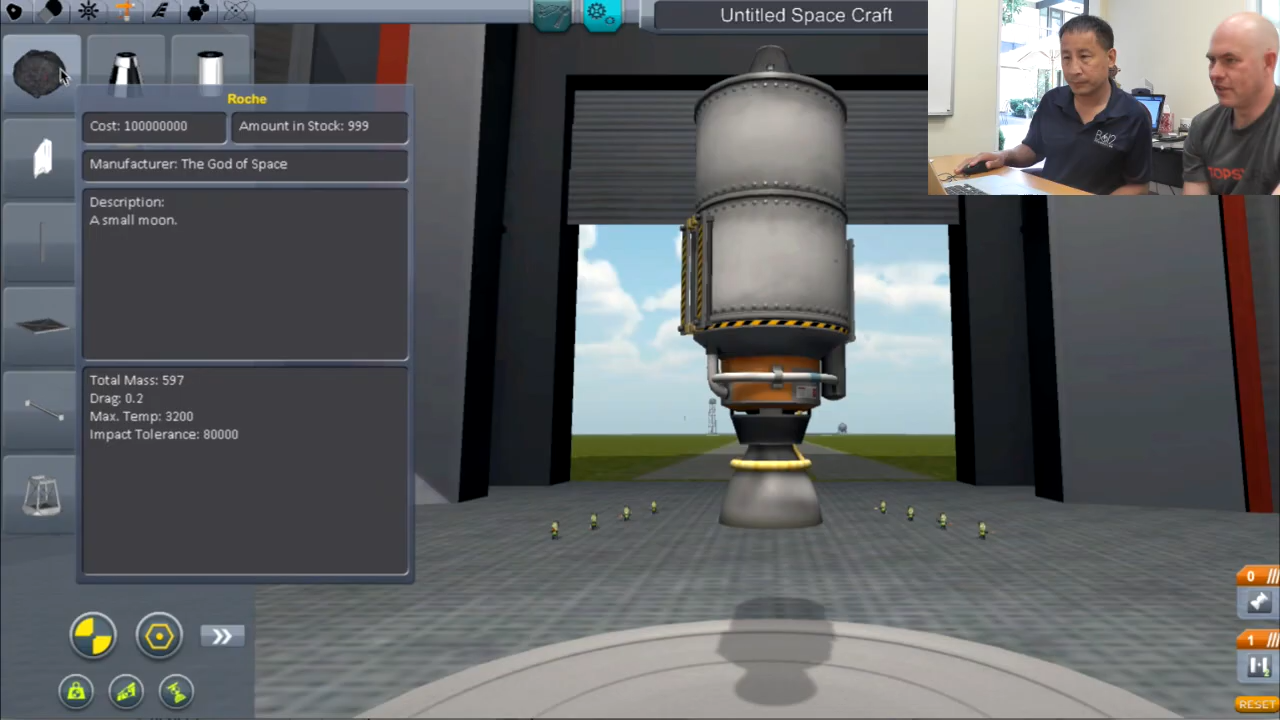 Untitled Space Craft
Roche
Cost: 100000000
Amount in Stock: 999
Manufacturer: The God of Space
Description:
A small moon.
Total Mass: 597
Drag: 0.2
Max. Temp: 3200
Impact Tolerance: 80000
B612
0
1
RESET